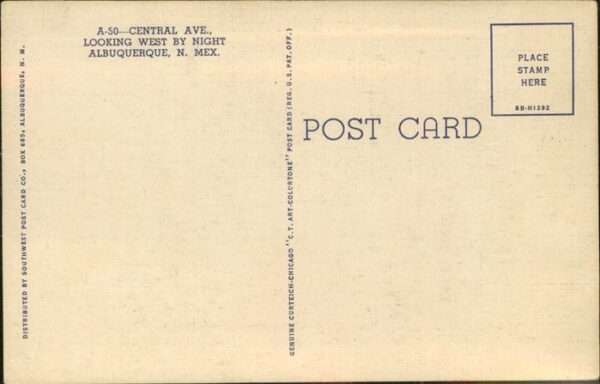 A-50—CENTRAL AVE.,
LOOKING WEST BY NIGHT
ALBUQUERQUE, N. MEX.
DISTRIBUTED BY SOUTHWEST POST CARD CO., BOX 685, ALBUQUERQUE, N. M.
GENUINE CURTEICH-CHICAGO "C.T. ART-COLORTONE" POST CARD (REG. U.S. PAT. OFF.)
POST CARD
PLACE
STAMP
HERE
8B-H1292